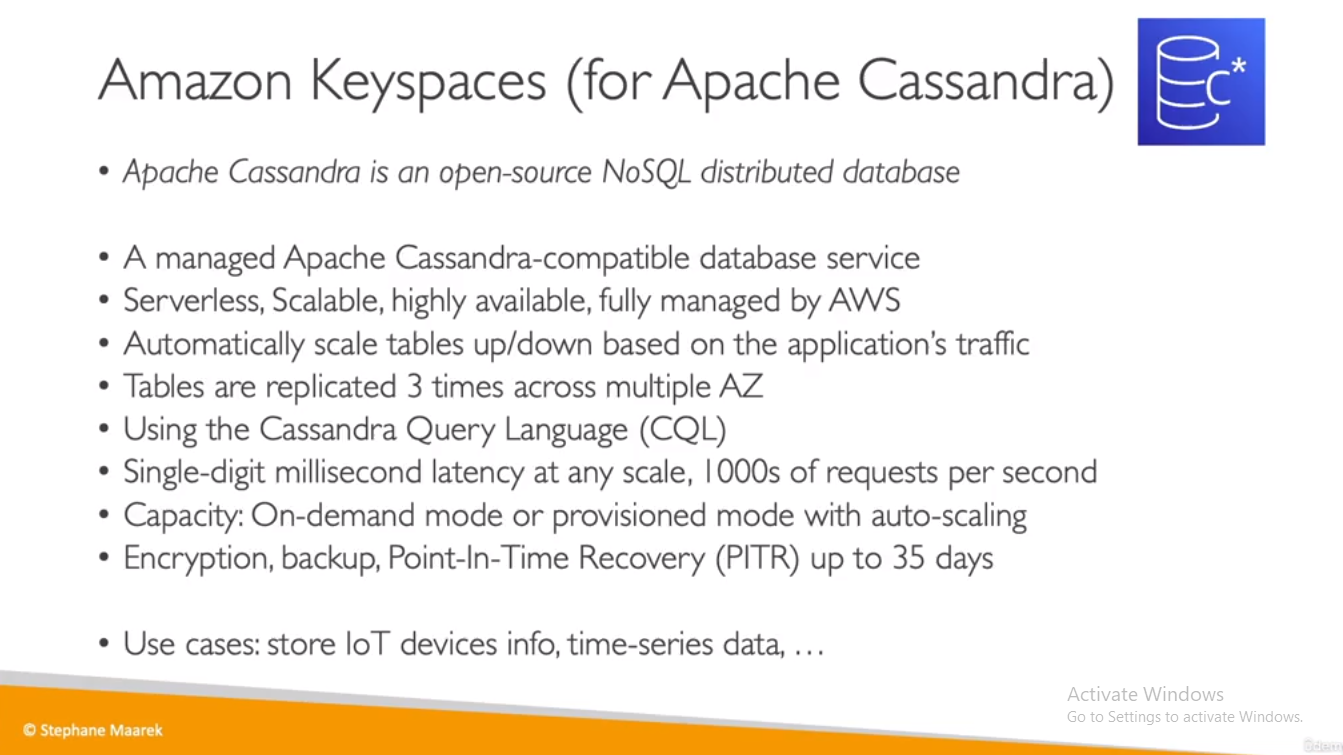 Amazon Keyspaces (for Apache Cassandra)
C*
• Apache Cassandra is an open-source NoSQL distributed database
• A managed Apache Cassandra-compatible database service
• Serverless, Scalable, highly available, fully managed by AWS
• Automatically scale tables up/down based on the application's traffic
• Tables are replicated 3 times across multiple AZ
• Using the Cassandra Query Language (CQL)
• Single-digit millisecond latency at any scale, 1000s of requests per second
• Capacity: On-demand mode or provisioned mode with auto-scaling
• Encryption, backup, Point-In-Time Recovery (PITR) up to 35 days
• Use cases: store IoT devices info, time-series data, …
Activate Windows
Go to Settings to activate Windows.
© Stephane Maarek